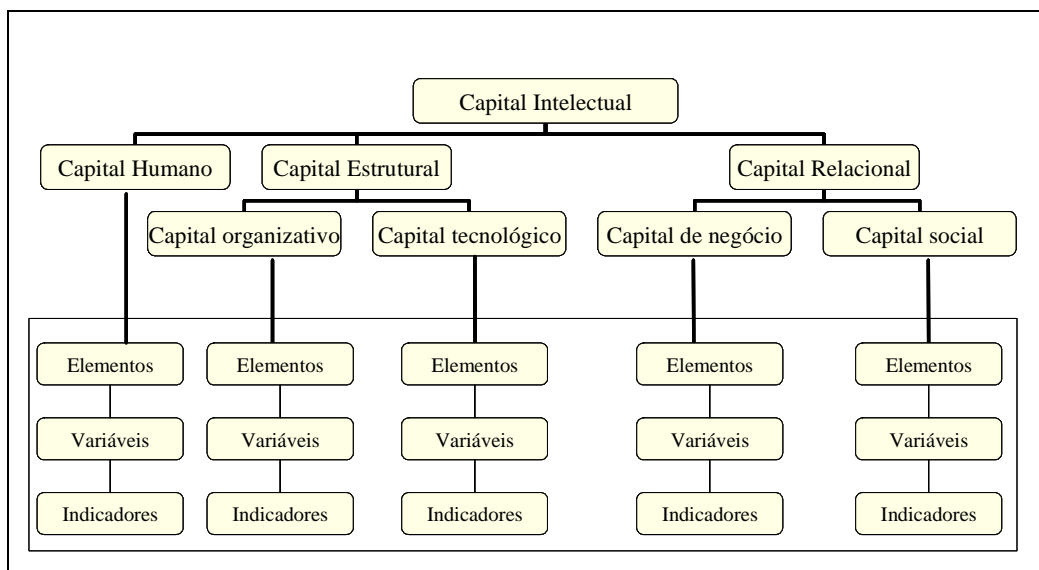 Capital Intelectual
Capital Humano
Capital Estrutural
Capital Relacional
Capital organizativo
Capital tecnológico
Capital de negócio
Capital social
Elementos
Elementos
Elementos
Elementos
Elementos
Variáveis
Variáveis
Variáveis
Variáveis
Variáveis
Indicadores
Indicadores
Indicadores
Indicadores
Indicadores